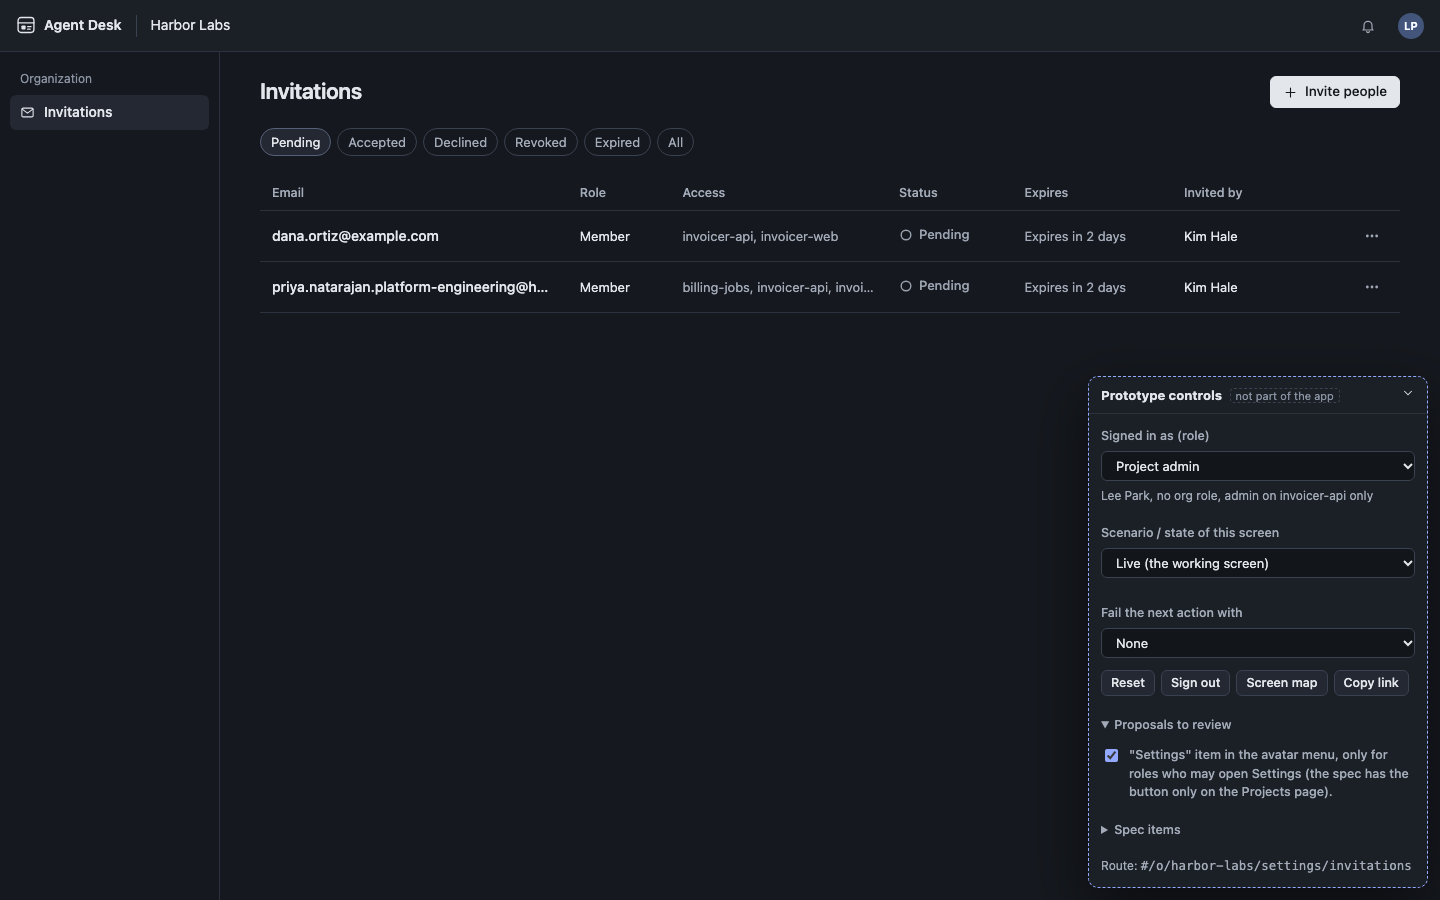 Agent Desk
Harbor Labs
LP
Organization
Invitations
Invitations
Invite people
Pending
Accepted
Declined
Revoked
Expired
All
Email Role Access Status Expires Invited by
dana.ortiz@example.com Member invoicer-api, invoicer-web Pending Expires in 2 days Kim Hale
priya.natarajan.platform-engineering@h... Member billing-jobs, invoicer-api, invoi... Pending Expires in 2 days Kim Hale
Prototype controls not part of the app
Signed in as (role)
Project admin
Lee Park, no org role, admin on invoicer-api only
Scenario / state of this screen
Live (the working screen)
Fail the next action with
None
Reset Sign out Screen map Copy link
Proposals to review
"Settings" item in the avatar menu, only for
roles who may open Settings (the spec has the
button only on the Projects page).
Spec items
Route: #/o/harbor-labs/settings/invitations